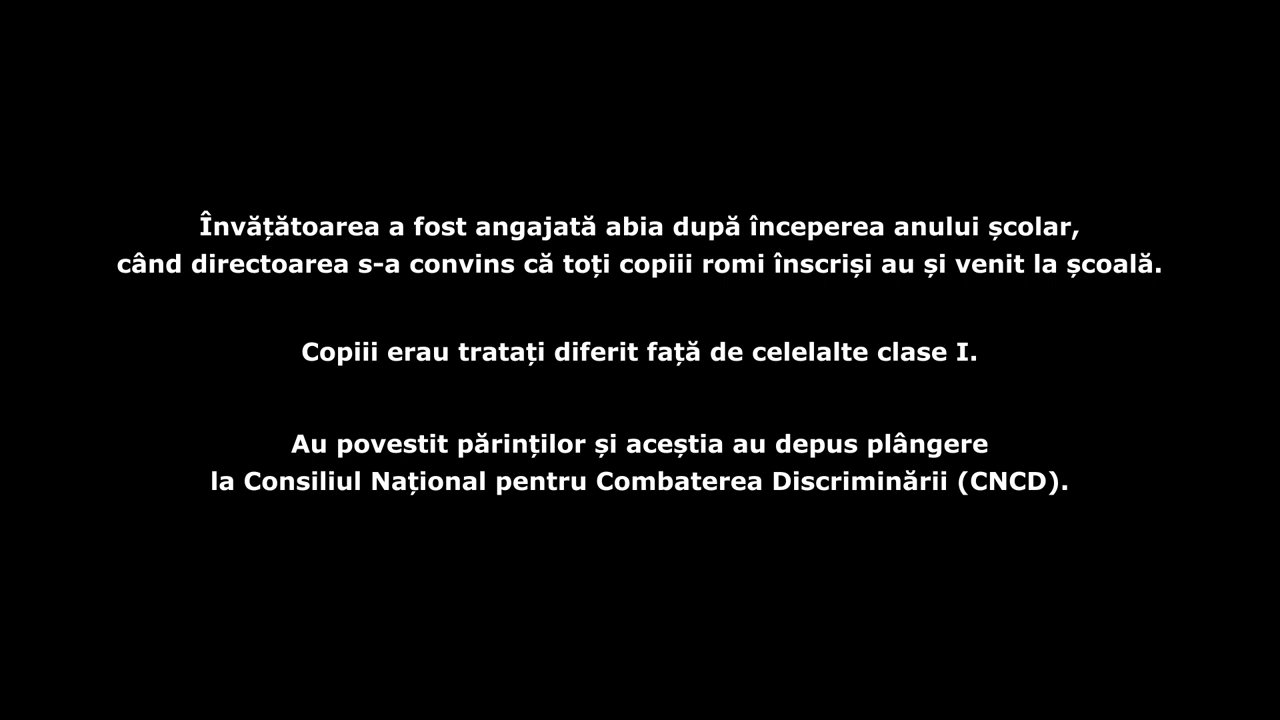 Învățătoarea a fost angajată abia după începerea anului școlar,
când directoarea s-a convins că toți copiii romi înscriși au și venit la școală.
Copiii erau tratați diferit față de celelalte clase I.
Au povestit părinților și aceștia au depus plângere
la Consiliul Național pentru Combaterea Discriminării (CNCD).